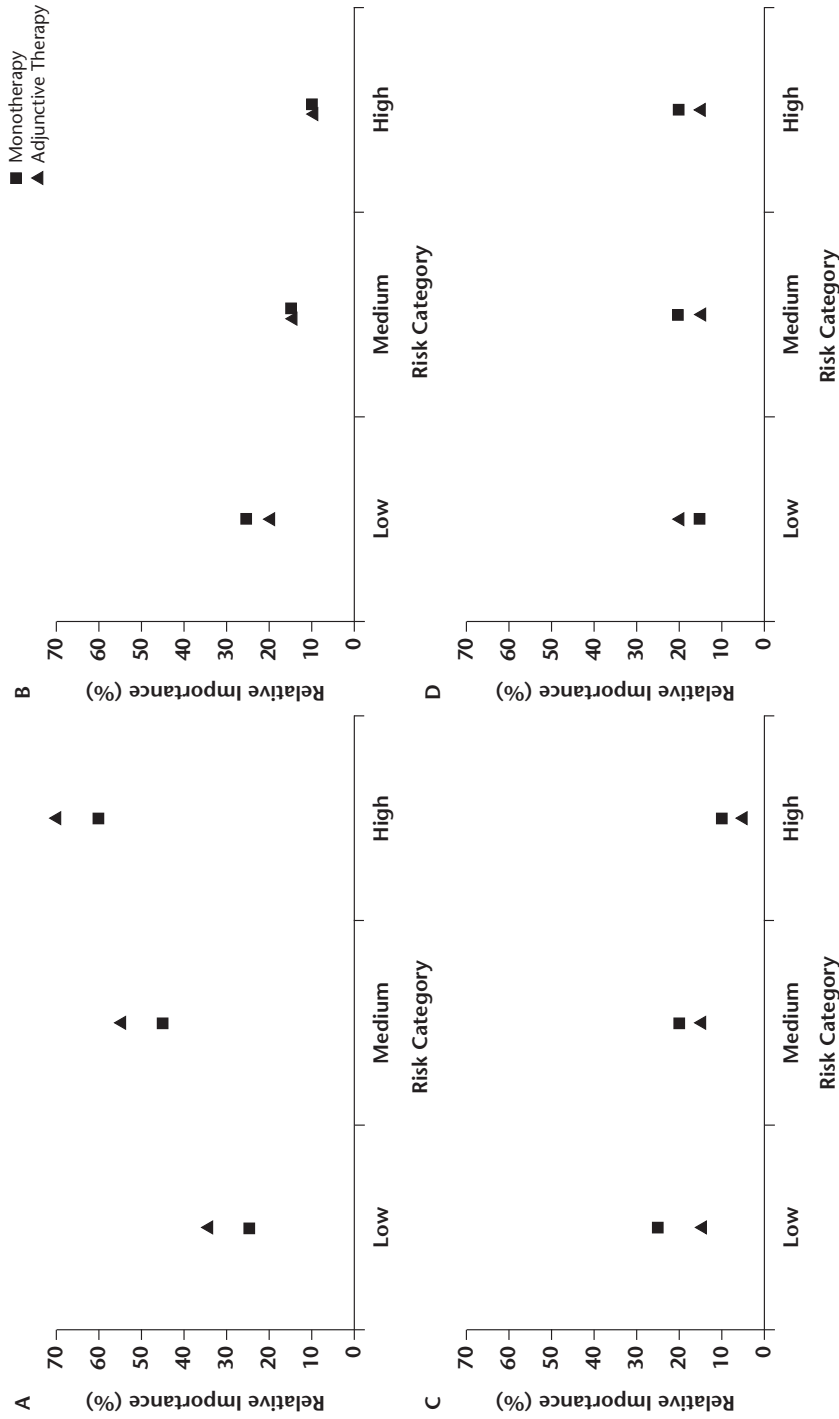 ■ Monotherapy
▲ Adjunctive Therapy
A
Relative Importance (%)
70
60
50
40
30
20
10
0
Low
Medium
High
Risk Category
B
Relative Importance (%)
70
60
50
40
30
20
10
0
Low
Medium
High
Risk Category
C
Relative Importance (%)
70
60
50
40
30
20
10
0
Low
Medium
High
Risk Category
D
Relative Importance (%)
70
60
50
40
30
20
10
0
Low
Medium
High
Risk Category